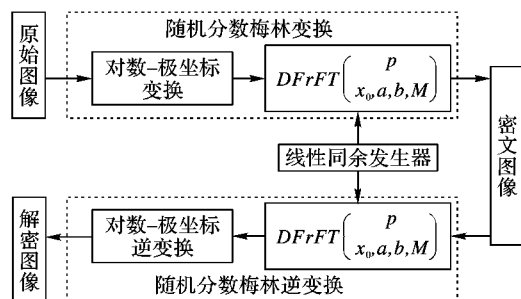 随机分数梅林变换
原始图像
对数-极坐标
变换
DFrFT(p
x₀,a,b,M)
密文图像
线性同余发生器
解密图像
对数-极坐标
逆变换
DFrFT(p
x₀,a,b,M)
随机分数梅林逆变换